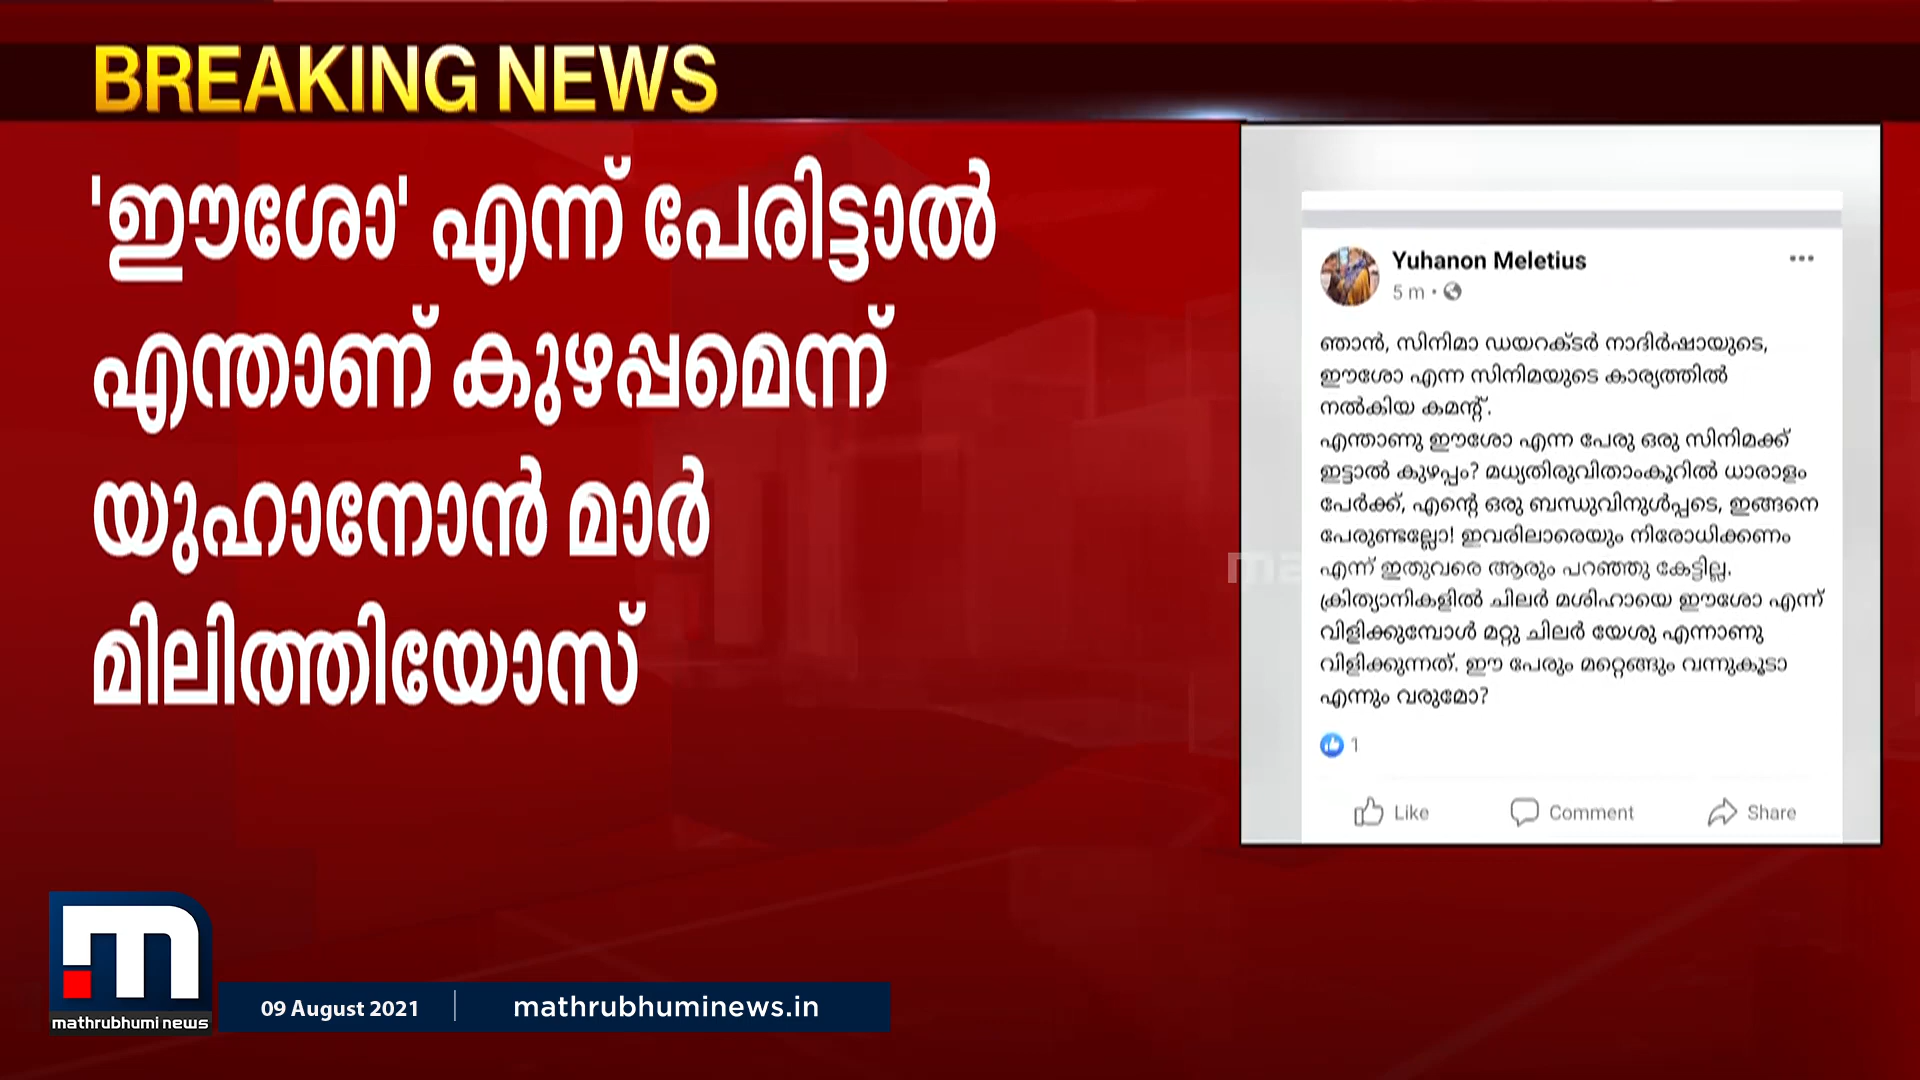 BREAKING NEWS
'ഈശോ' എന്ന് പേരിട്ടാൽ
എന്താണ് കുഴപ്പമെന്ന്
യുഹാനോൻ മാർ
മിലിത്തിയോസ്
Yuhanon Meletius
5 m
ഞാൻ, സിനിമാ ഡയറക്ടർ നാദിർഷായുടെ,
ഈശോ എന്ന സിനിമയുടെ കാര്യത്തിൽ
നൽകിയ കമന്റ്.
എന്താണു ഈശോ എന്ന പേരു ഒരു സിനിമക്ക്
ഇട്ടാൽ കുഴപ്പം? മധ്യതിരുവിതാംകൂറിൽ ധാരാളം
പേർക്ക്, എന്റെ ഒരു ബന്ധുവിനുൾപ്പടെ, ഇങ്ങനെ
പേരുണ്ടല്ലോ! ഇവരിലാരെയും നിരോധിക്കണം
എന്ന് ഇതുവരെ ആരും പറഞ്ഞു കേട്ടില്ല.
ക്രിത്യാനികളിൽ ചിലർ മശിഹായെ ഈശോ എന്ന്
വിളിക്കുമ്പോൾ മറ്റു ചിലർ യേശു എന്നാണു
വിളിക്കുന്നത്. ഈ പേരും മറ്റെങ്ങും വന്നുകൂടാ
എന്നും വരുമോ?
1
Like Comment Share
mathrubhumi news
09 August 2021 mathrubhuminews.in